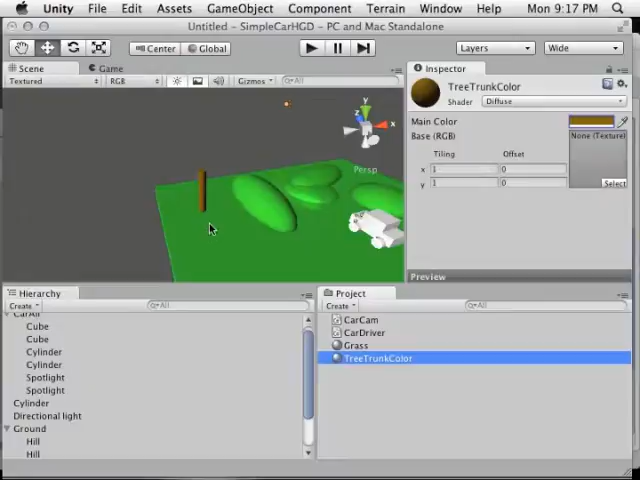 Unity File Edit Assets GameObject Component Terrain Window Help Mon 9:17 PM
Untitled - SimpleCarHGD - PC and Mac Standalone
Center Global Layers Wide
Scene Game Inspector
Textured RGB Gizmos All
TreeTrunkColor
Shader Diffuse
Main Color
Base (RGB) None (Texture)
Tiling Offset
x 1 0
y 1 0 Select
y
z
x
Persp
Preview
Hierarchy Project
Create All Create All
CarAll
Cube
Cube
Cylinder
Cylinder
Spotlight
Spotlight
Cylinder
Directional light
Ground
Hill
Hill
CarCam
CarDriver
Grass
TreeTrunkColor